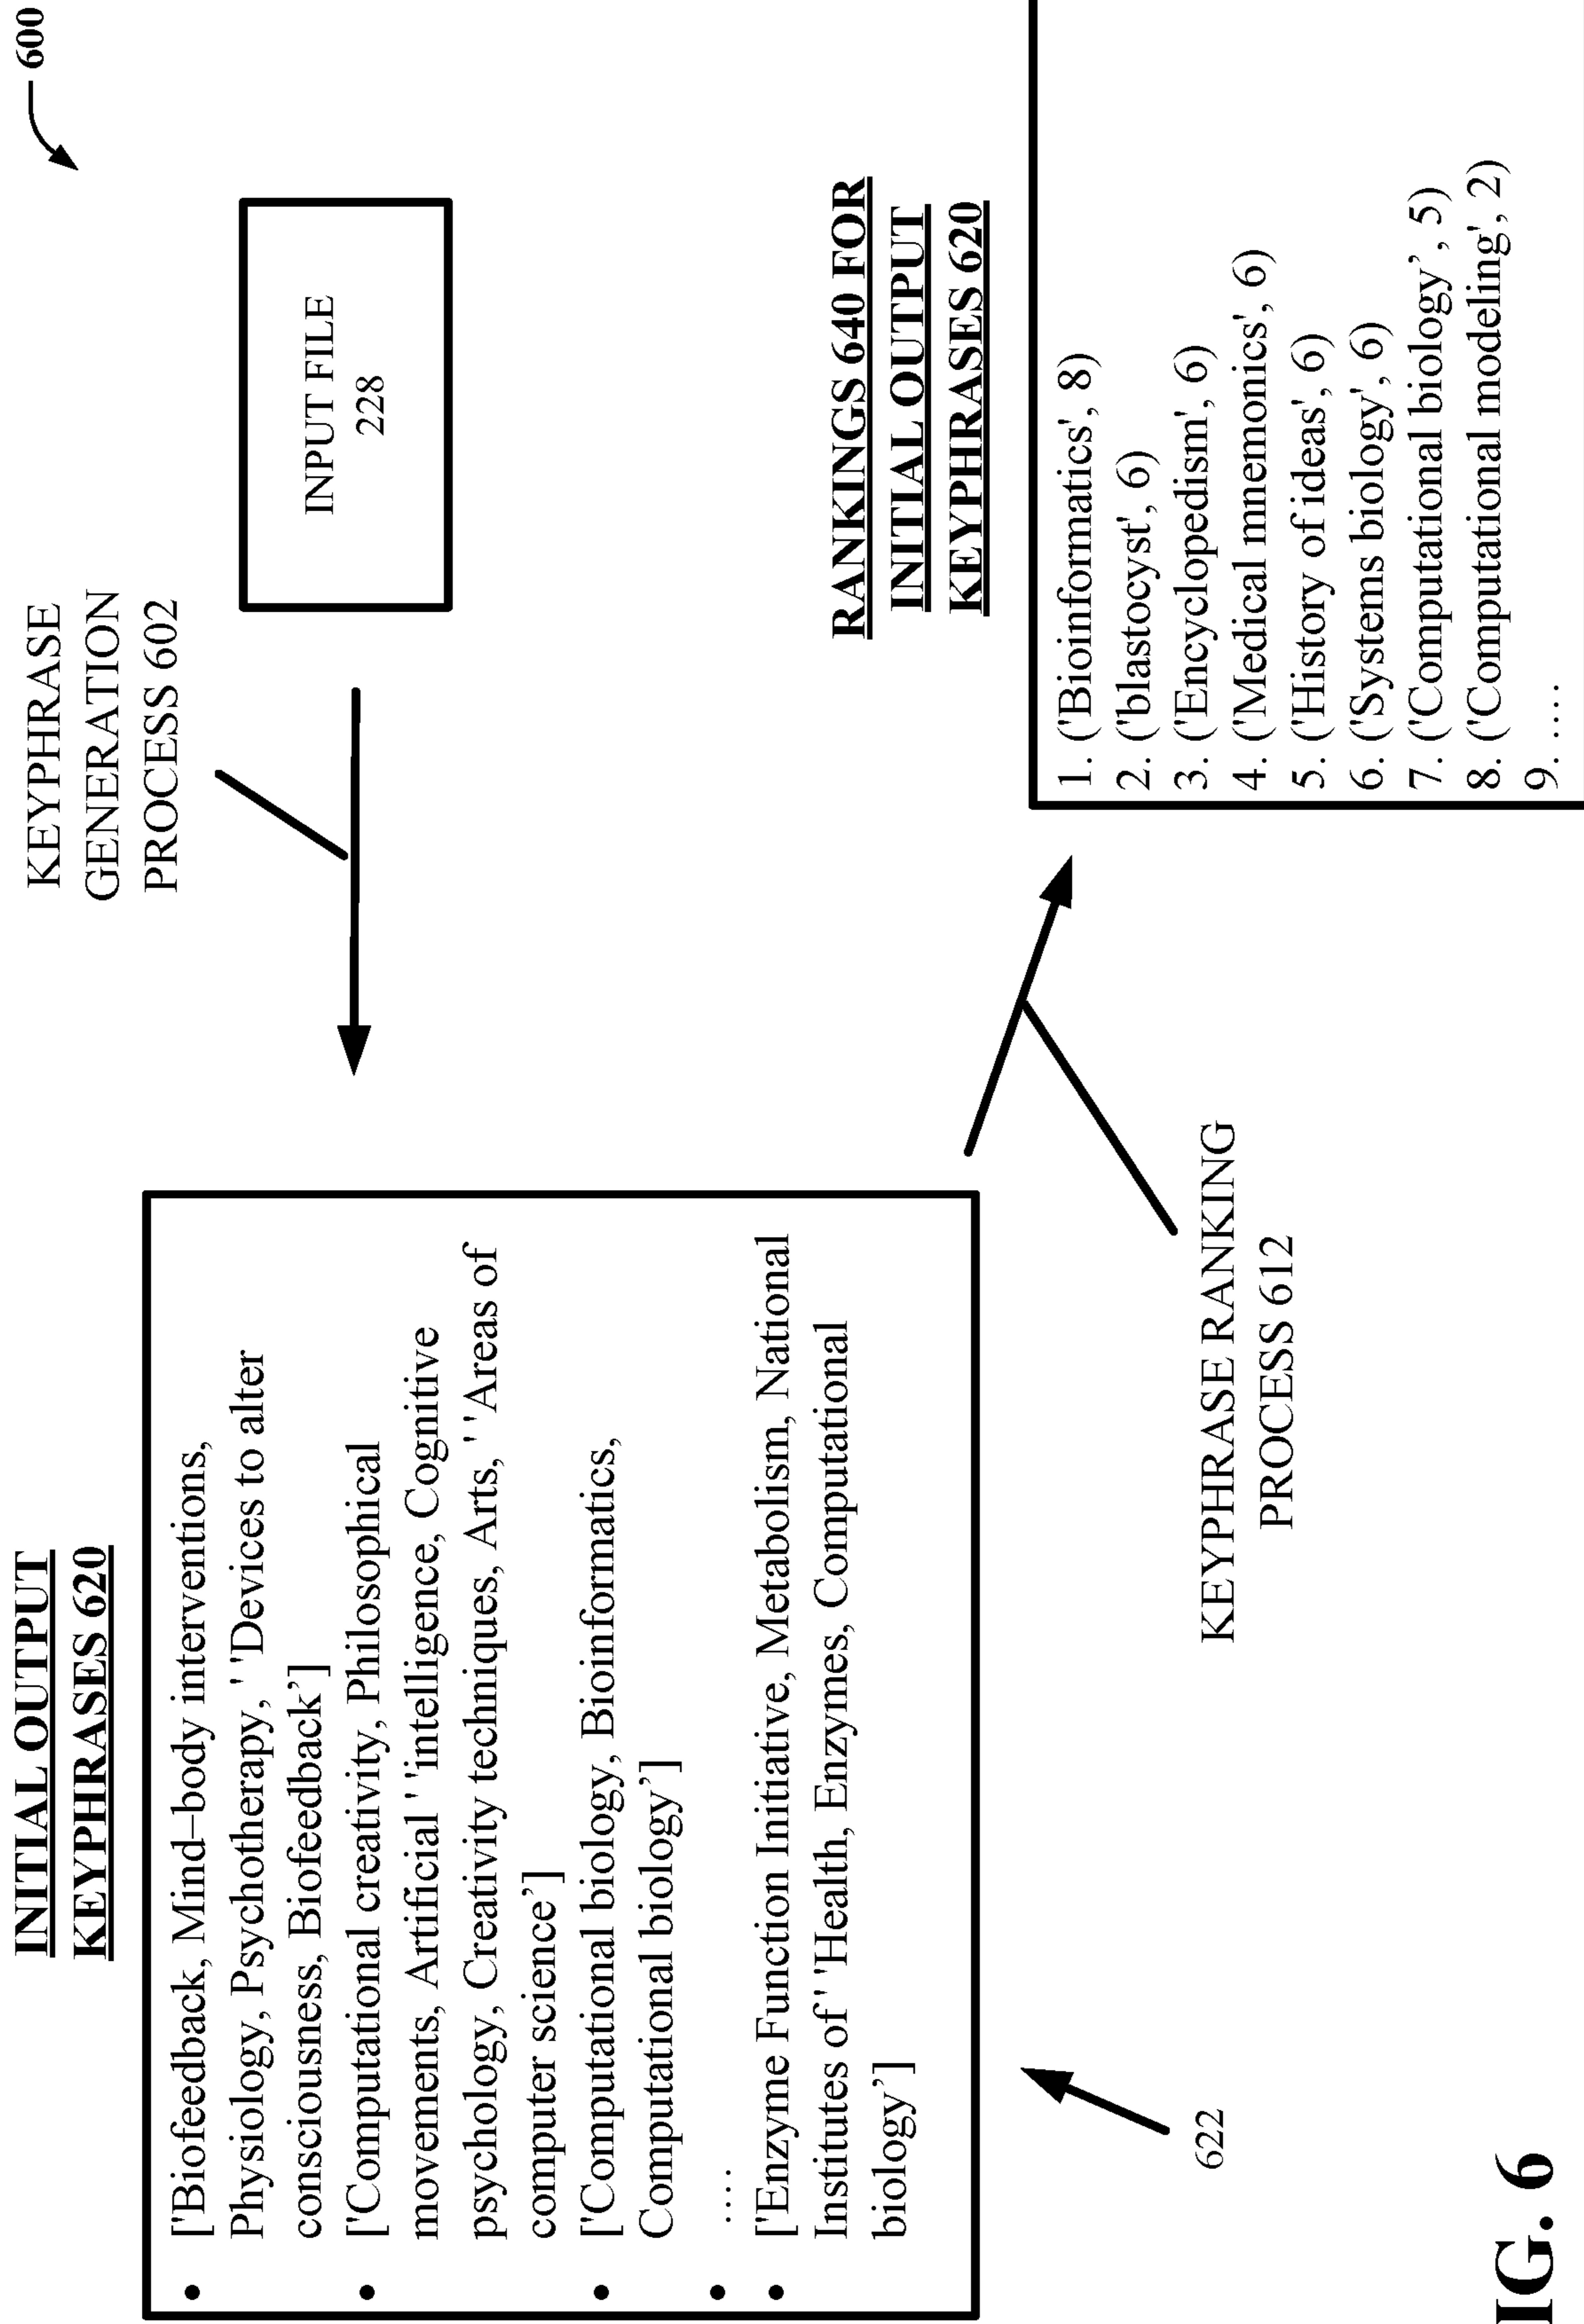 600
INITIAL OUTPUT
KEYPHRASES 620
KEYPHRASE
GENERATION
PROCESS 602
INPUT FILE
228
• ['Biofeedback, Mind–body interventions,
Physiology, Psychotherapy, ' 'Devices to alter
consciousness, Biofeedback’]
• ['Computational creativity, Philosophical
movements, Artificial ' 'intelligence, Cognitive
psychology, Creativity techniques, Arts, ' 'Areas of
computer science’]
• ['Computational biology, Bioinformatics,
Computational biology’]
• ....
• ['Enzyme Function Initiative, Metabolism, National
Institutes of ' 'Health, Enzymes, Computational
biology’]
622
KEYPHRASE RANKING
PROCESS 612
RANKINGS 640 FOR
INITIAL OUTPUT
KEYPHRASES 620
1. ('Bioinformatics', 8)
2. ('blastocyst', 6)
3. ('Encyclopedism', 6)
4. ('Medical mnemonics', 6)
5. ('History of ideas', 6)
6. ('Systems biology', 6)
7. ('Computational biology’, 5)
8. ('Computational modeling', 2)
9. ....
IG. 6